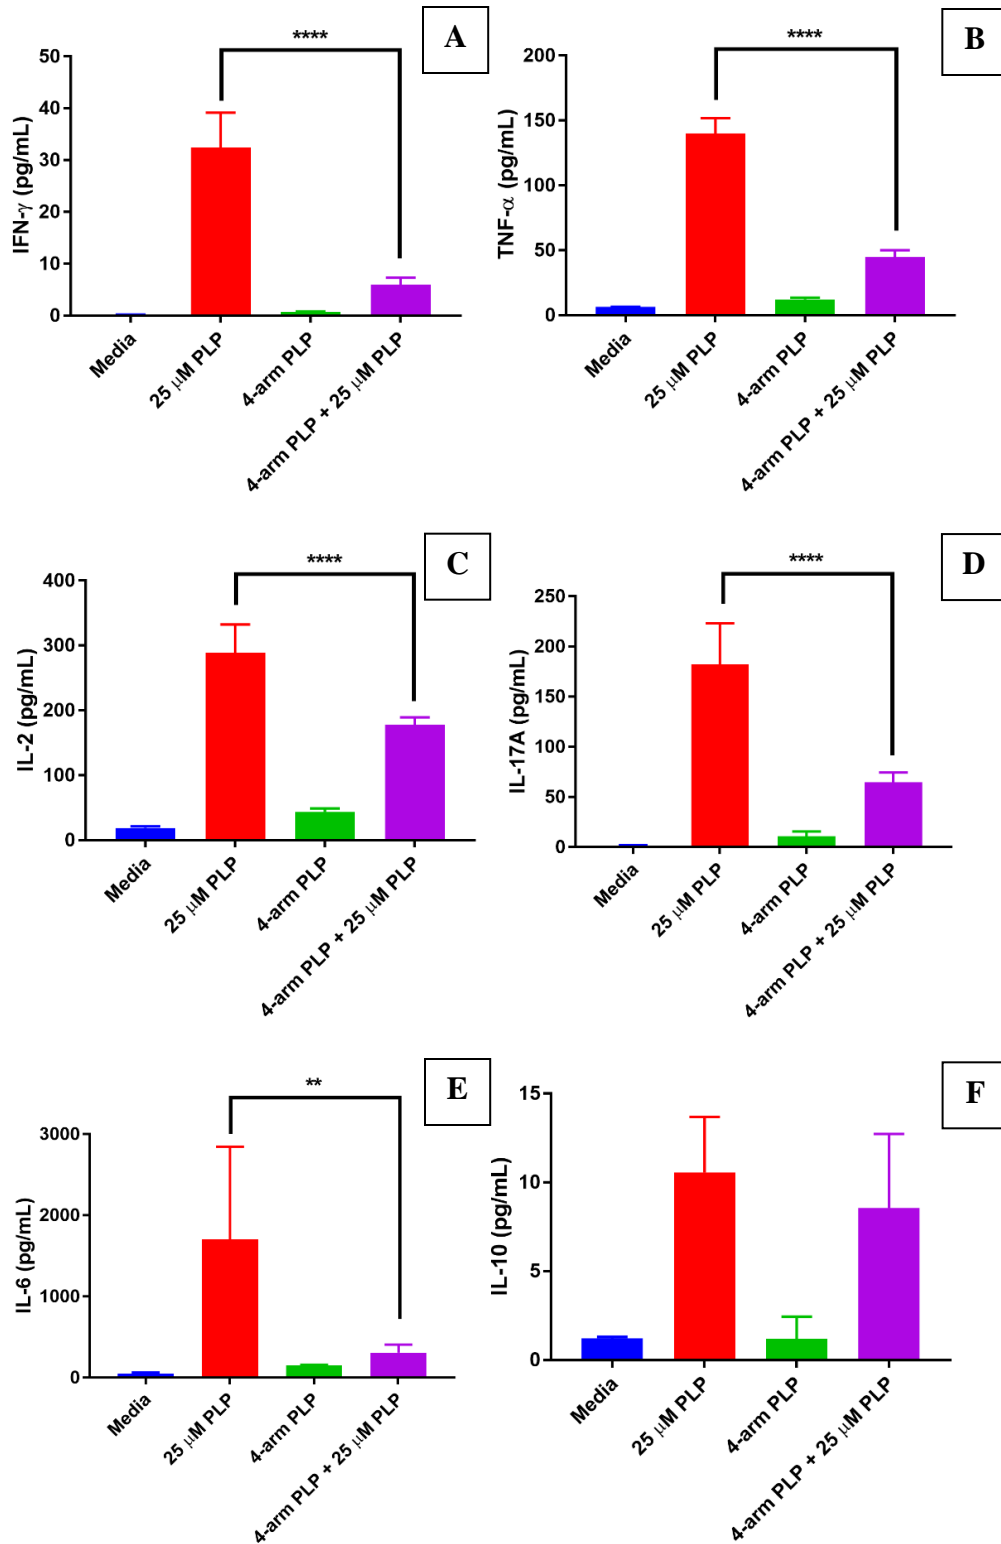 A
****
IFN-γ (pg/mL)
50
40
30
20
10
0
Media
25 μM PLP
4-arm PLP
4-arm PLP + 25 μM PLP
B
****
TNF-α (pg/mL)
200
150
100
50
0
Media
25 μM PLP
4-arm PLP
4-arm PLP + 25 μM PLP
C
****
IL-2 (pg/mL)
400
300
200
100
0
Media
25 μM PLP
4-arm PLP
4-arm PLP + 25 μM PLP
D
****
IL-17A (pg/mL)
250
200
150
100
50
0
Media
25 μM PLP
4-arm PLP
4-arm PLP + 25 μM PLP
E
**
IL-6 (pg/mL)
3000
2000
1000
0
Media
25 μM PLP
4-arm PLP
4-arm PLP + 25 μM PLP
F
IL-10 (pg/mL)
15
10
5
0
Media
25 μM PLP
4-arm PLP
4-arm PLP + 25 μM PLP